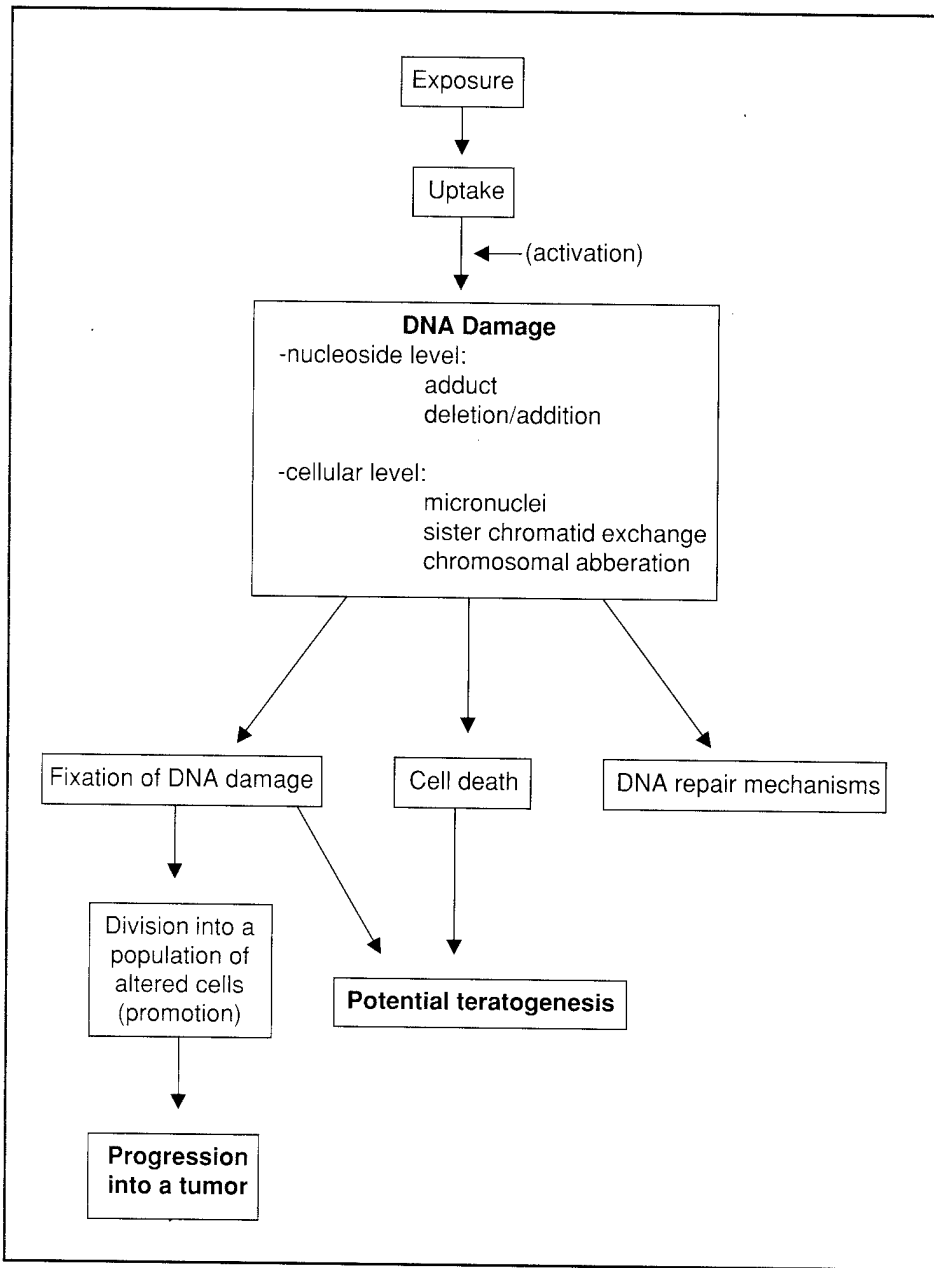 Exposure
Uptake
(activation)
DNA Damage
-nucleoside level:
adduct
deletion/addition
-cellular level:
micronuclei
sister chromatid exchange
chromosomal abberation
Fixation of DNA damage
Cell death
DNA repair mechanisms
Division into a
population of
altered cells
(promotion)
Potential teratogenesis
Progression
into a tumor